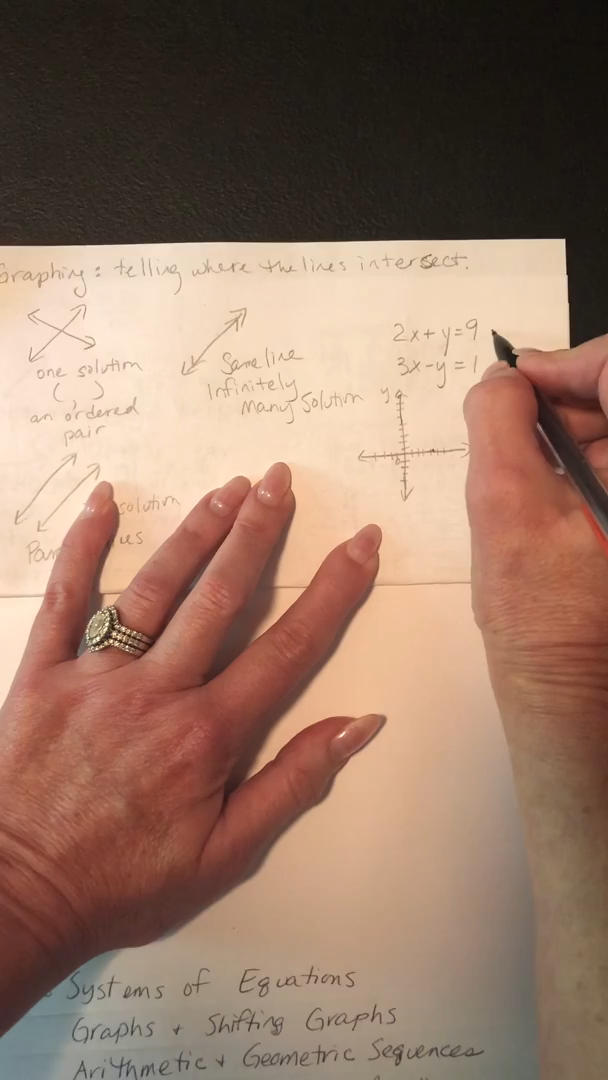 Graphing: telling where the lines intersect.
one solution
( , )
an ordered
pair
Same line
Infinitely
Many Solution
2x+y=9
3x-y=1
y
solution
Systems of Equations
Graphs + Shifting Graphs
Arithmetic + Geometric Sequences